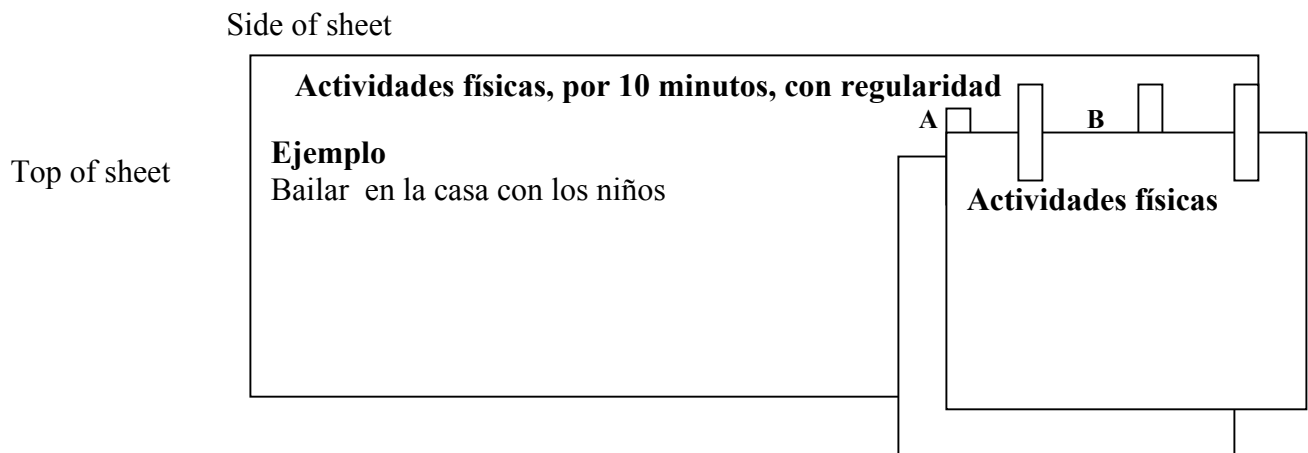 Side of sheet
Actividades físicas, por 10 minutos, con regularidad
A
B
Ejemplo
Top of sheet
Bailar en la casa con los niños
Actividades físicas